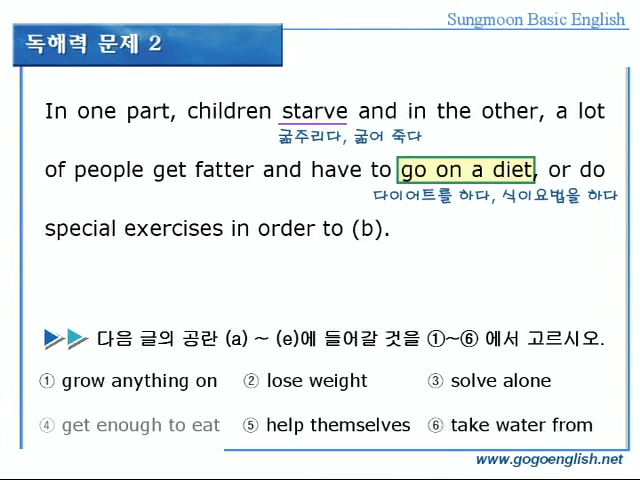 Sungmoon Basic English
독해력 문제 2
In one part, children starve and in the other, a lot
굶주리다, 굶어 죽다
of people get fatter and have to go on a diet, or do
다이어트를 하다, 식이요법을 하다
special exercises in order to (b).
다음 글의 공란 (a) ~ (e)에 들어갈 것을 ①~⑥ 에서 고르시오.
① grow anything on ② lose weight ③ solve alone
④ get enough to eat ⑤ help themselves ⑥ take water from
www.gogoenglish.net